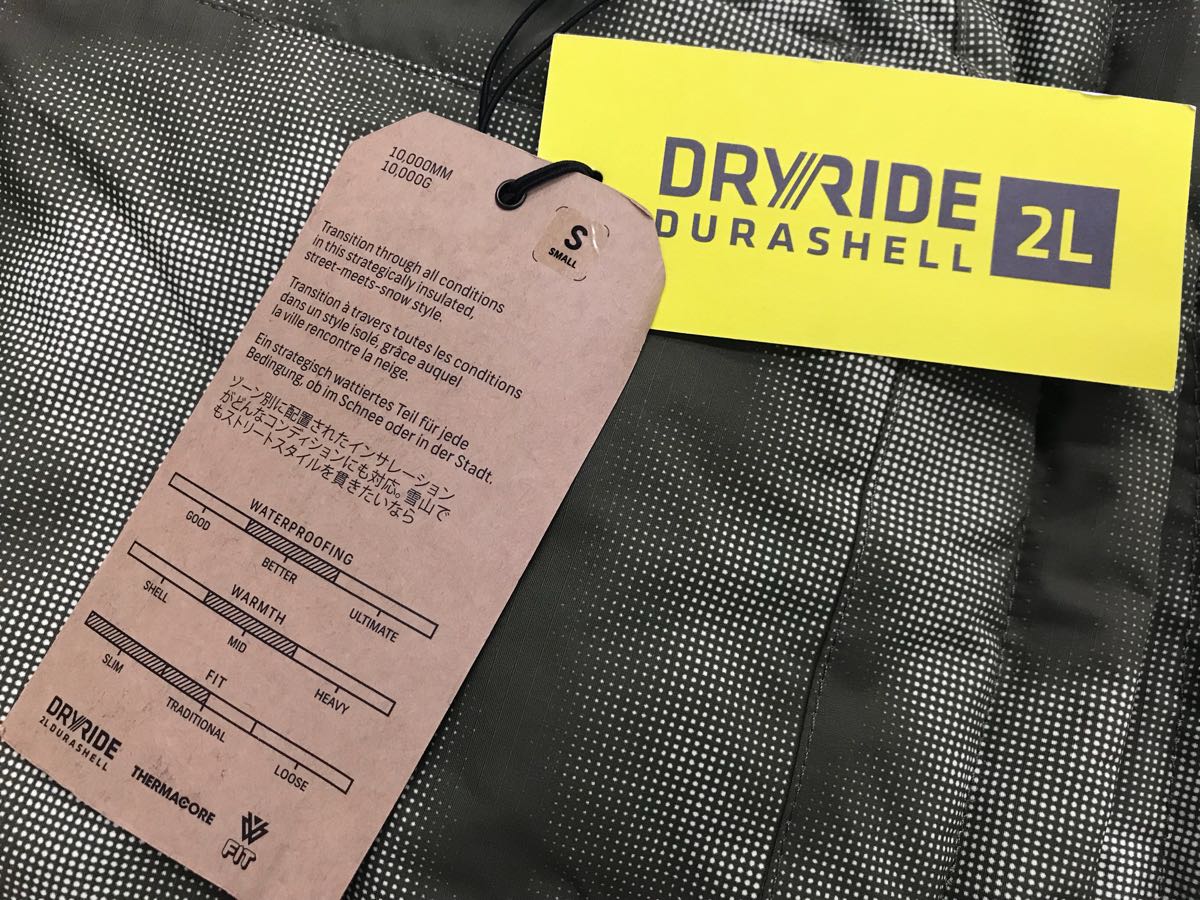 10,000MM
10,000G
S
SMALL
Transition through all conditions
in this strategically insulated,
street-meets-snow style.
Transition à travers toutes les conditions
dans un style isolé, grâce auquel
la ville rencontre la neige.
Ein strategisch wattiertes Teil für jede
Bedingung, ob im Schnee oder in der Stadt.
ゾーン別に配置されたインサレーション
がどんなコンディションにも対応。雪山で
もストリートスタイルを貫きたいなら
WATERPROOFING
GOOD
BETTER
ULTIMATE
WARMTH
SHELL
MID
HEAVY
FIT
SLIM
TRADITIONAL
LOOSE
DRYRIDE
2L DURASHELL
THERMACORE
FIT
DRYRIDE
DURASHELL
2L